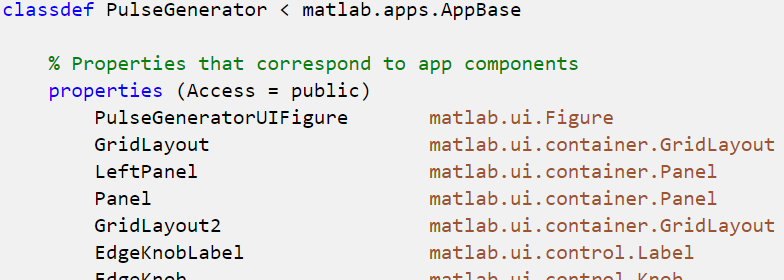 classdef PulseGenerator < matlab.apps.AppBase
% Properties that correspond to app components
properties (Access = public)
PulseGeneratorUIFigure matlab.ui.Figure
GridLayout matlab.ui.container.GridLayout
LeftPanel matlab.ui.container.Panel
Panel matlab.ui.container.Panel
GridLayout2 matlab.ui.container.GridLayout
EdgeKnobLabel matlab.ui.control.Label
EdgeKnob matlab.ui.control.Knob